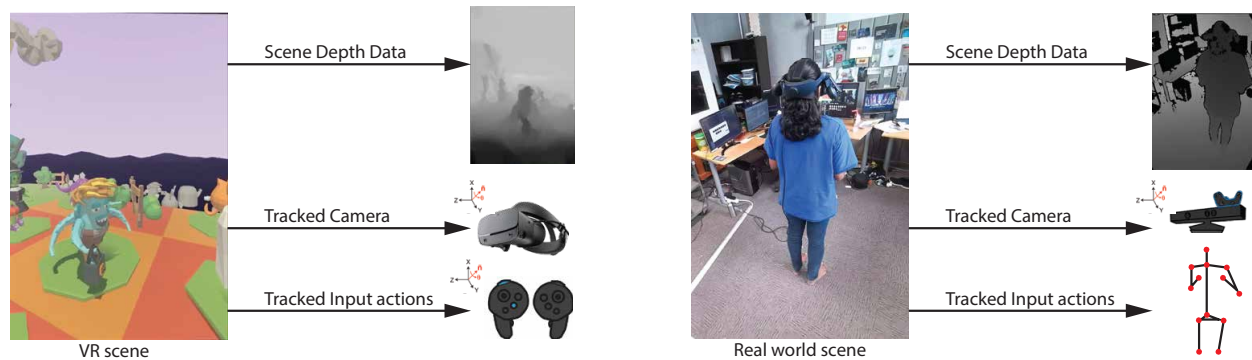 Scene Depth Data
Tracked Camera
X
Z
Y
Tracked Input actions
X
Z
Y
VR scene
Scene Depth Data
Tracked Camera
X
Z
Y
Tracked Input actions
Real world scene